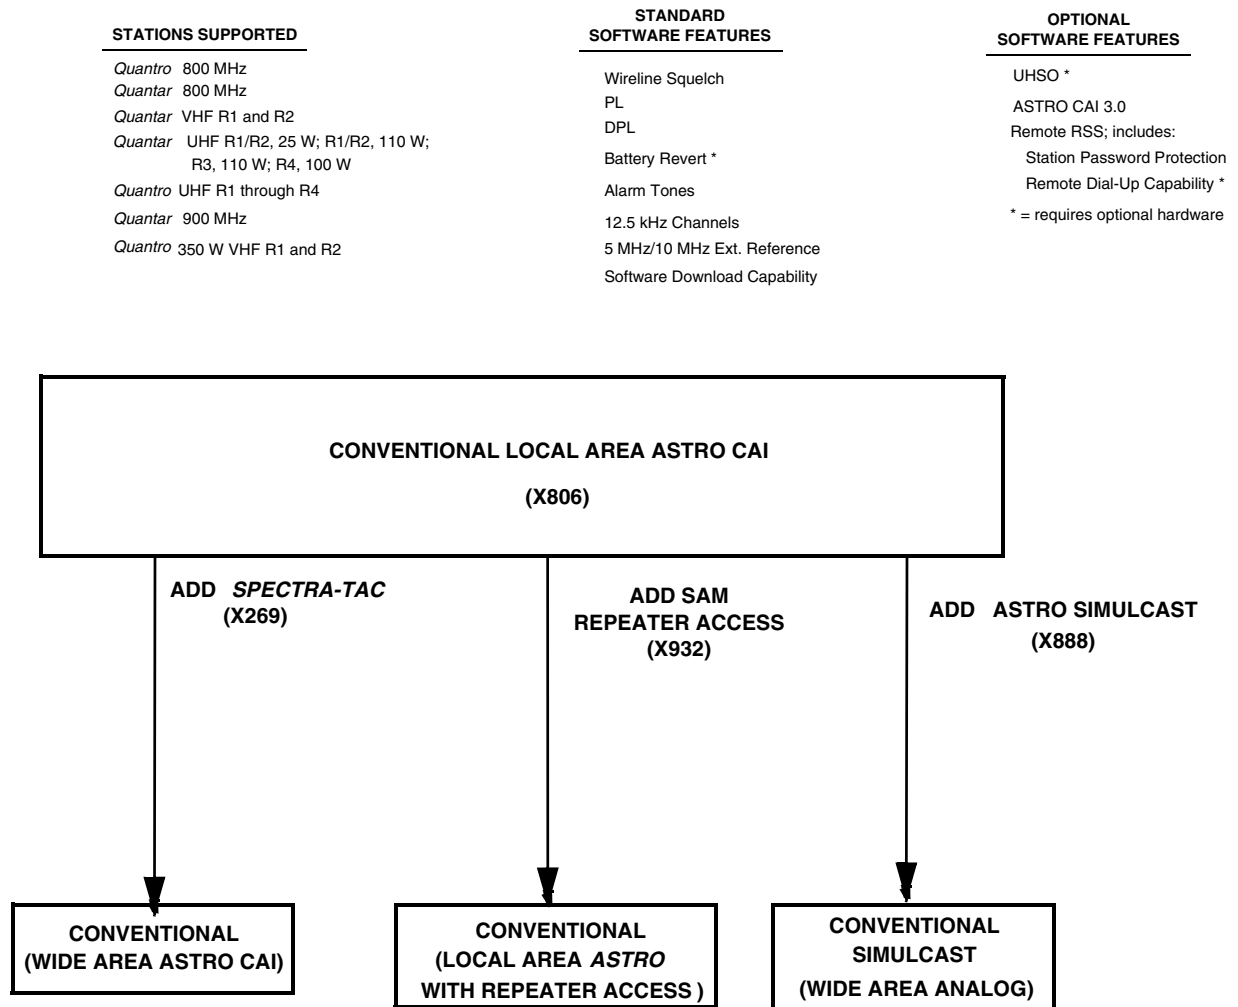 STATIONS SUPPORTED
Quantro 800 MHz
Quantar 800 MHz
Quantar VHF R1 and R2
Quantar UHF R1/R2, 25 W; R1/R2, 110 W;
R3, 110 W; R4, 100 W
Quantro UHF R1 through R4
Quantar 900 MHz
Quantro 350 W VHF R1 and R2
STANDARD
SOFTWARE FEATURES
Wireline Squelch
PL
DPL
Battery Revert *
Alarm Tones
12.5 kHz Channels
5 MHz/10 MHz Ext. Reference
Software Download Capability
OPTIONAL
SOFTWARE FEATURES
UHSO *
ASTRO CAI 3.0
Remote RSS; includes:
Station Password Protection
Remote Dial-Up Capability *
* = requires optional hardware
CONVENTIONAL LOCAL AREA ASTRO CAI
(X806)
ADD SPECTRA-TAC
(X269)
ADD SAM
REPEATER ACCESS
(X932)
ADD ASTRO SIMULCAST
(X888)
CONVENTIONAL
(WIDE AREA ASTRO CAI)
CONVENTIONAL
(LOCAL AREA ASTRO
WITH REPEATER ACCESS )
CONVENTIONAL
SIMULCAST
(WIDE AREA ANALOG)